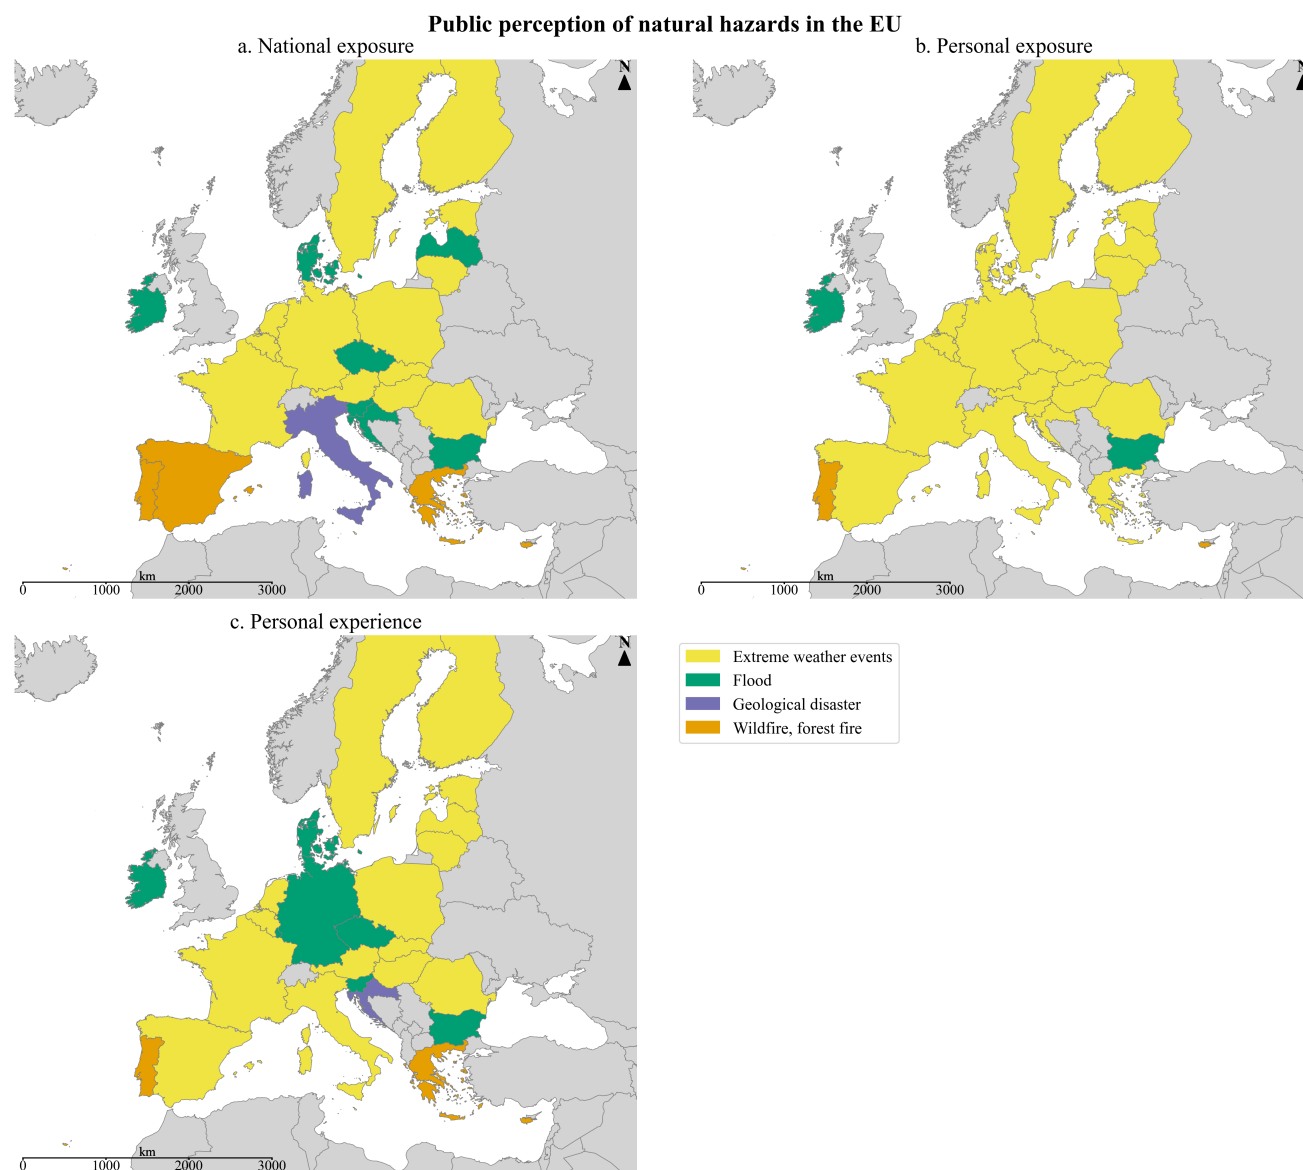 Public perception of natural hazards in the EU
a. National exposure
b. Personal exposure
N
N
km
0 1000 2000 3000
km
0 1000 2000 3000
c. Personal experience
N
Extreme weather events
Flood
Geological disaster
Wildfire, forest fire
km
0 1000 2000 3000